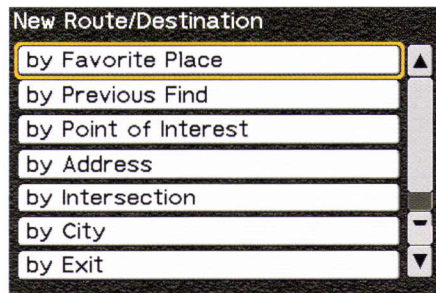 New Route/Destination
by Favorite Place
by Previous Find
by Point of Interest
by Address
by Intersection
by City
by Exit